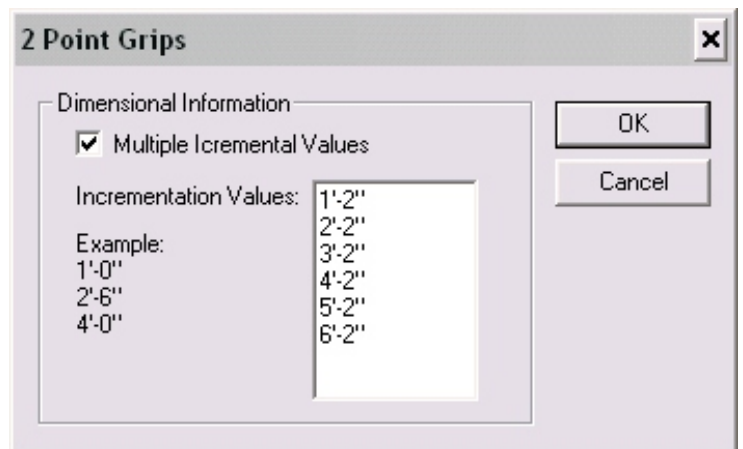 2 Point Grips
Dimensional Information
Multiple Icremental Values
Incrementation Values:
Example:
1'-0"
2'-6"
4'-0"
1'-2"
2'-2"
3'-2"
4'-2"
5'-2"
6'-2"
OK
Cancel